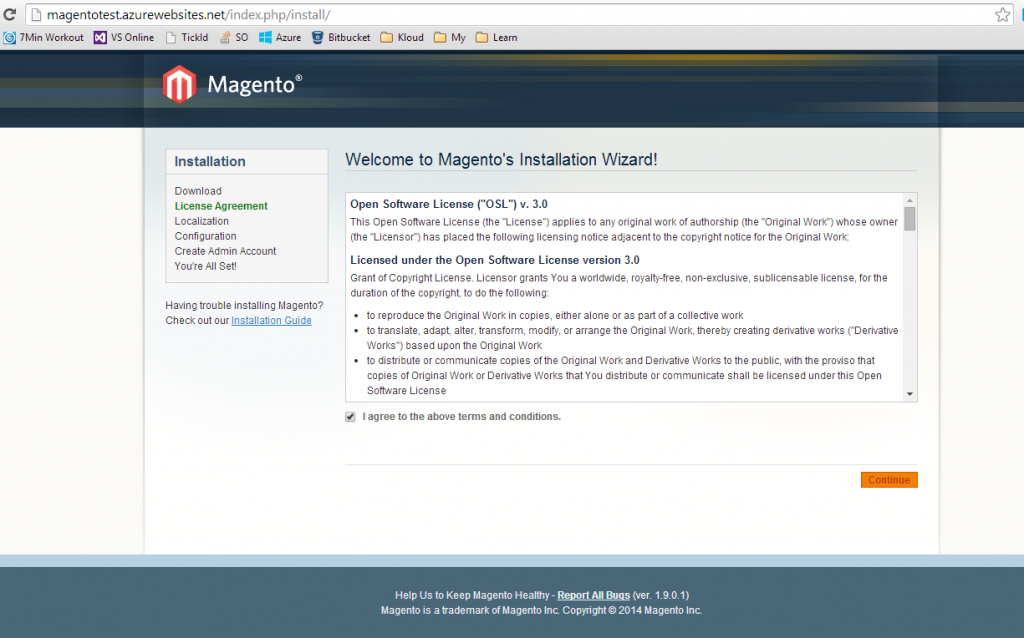 magentotest.azurewebsites.net/index.php/install/
7Min Workout VS Online TickId SO Azure Bitbucket Kloud My Learn
Magento®
Installation
Download
License Agreement
Localization
Configuration
Create Admin Account
You're All Set!
Having trouble installing Magento?
Check out our Installation Guide
Welcome to Magento's Installation Wizard!
Open Software License ("OSL") v. 3.0
This Open Software License (the "License") applies to any original work of authorship (the "Original Work") whose owner
(the "Licensor") has placed the following licensing notice adjacent to the copyright notice for the Original Work:
Licensed under the Open Software License version 3.0
Grant of Copyright License. Licensor grants You a worldwide, royalty-free, non-exclusive, sublicensable license, for the
duration of the copyright, to do the following:
• to reproduce the Original Work in copies, either alone or as part of a collective work
• to translate, adapt, alter, transform, modify, or arrange the Original Work, thereby creating derivative works ("Derivative
Works") based upon the Original Work
• to distribute or communicate copies of the Original Work and Derivative Works to the public, with the proviso that
copies of Original Work or Derivative Works that You distribute or communicate shall be licensed under this Open
Software License
I agree to the above terms and conditions.
Continue
Help Us to Keep Magento Healthy - Report All Bugs (ver. 1.9.0.1)
Magento is a trademark of Magento Inc. Copyright © 2014 Magento Inc.